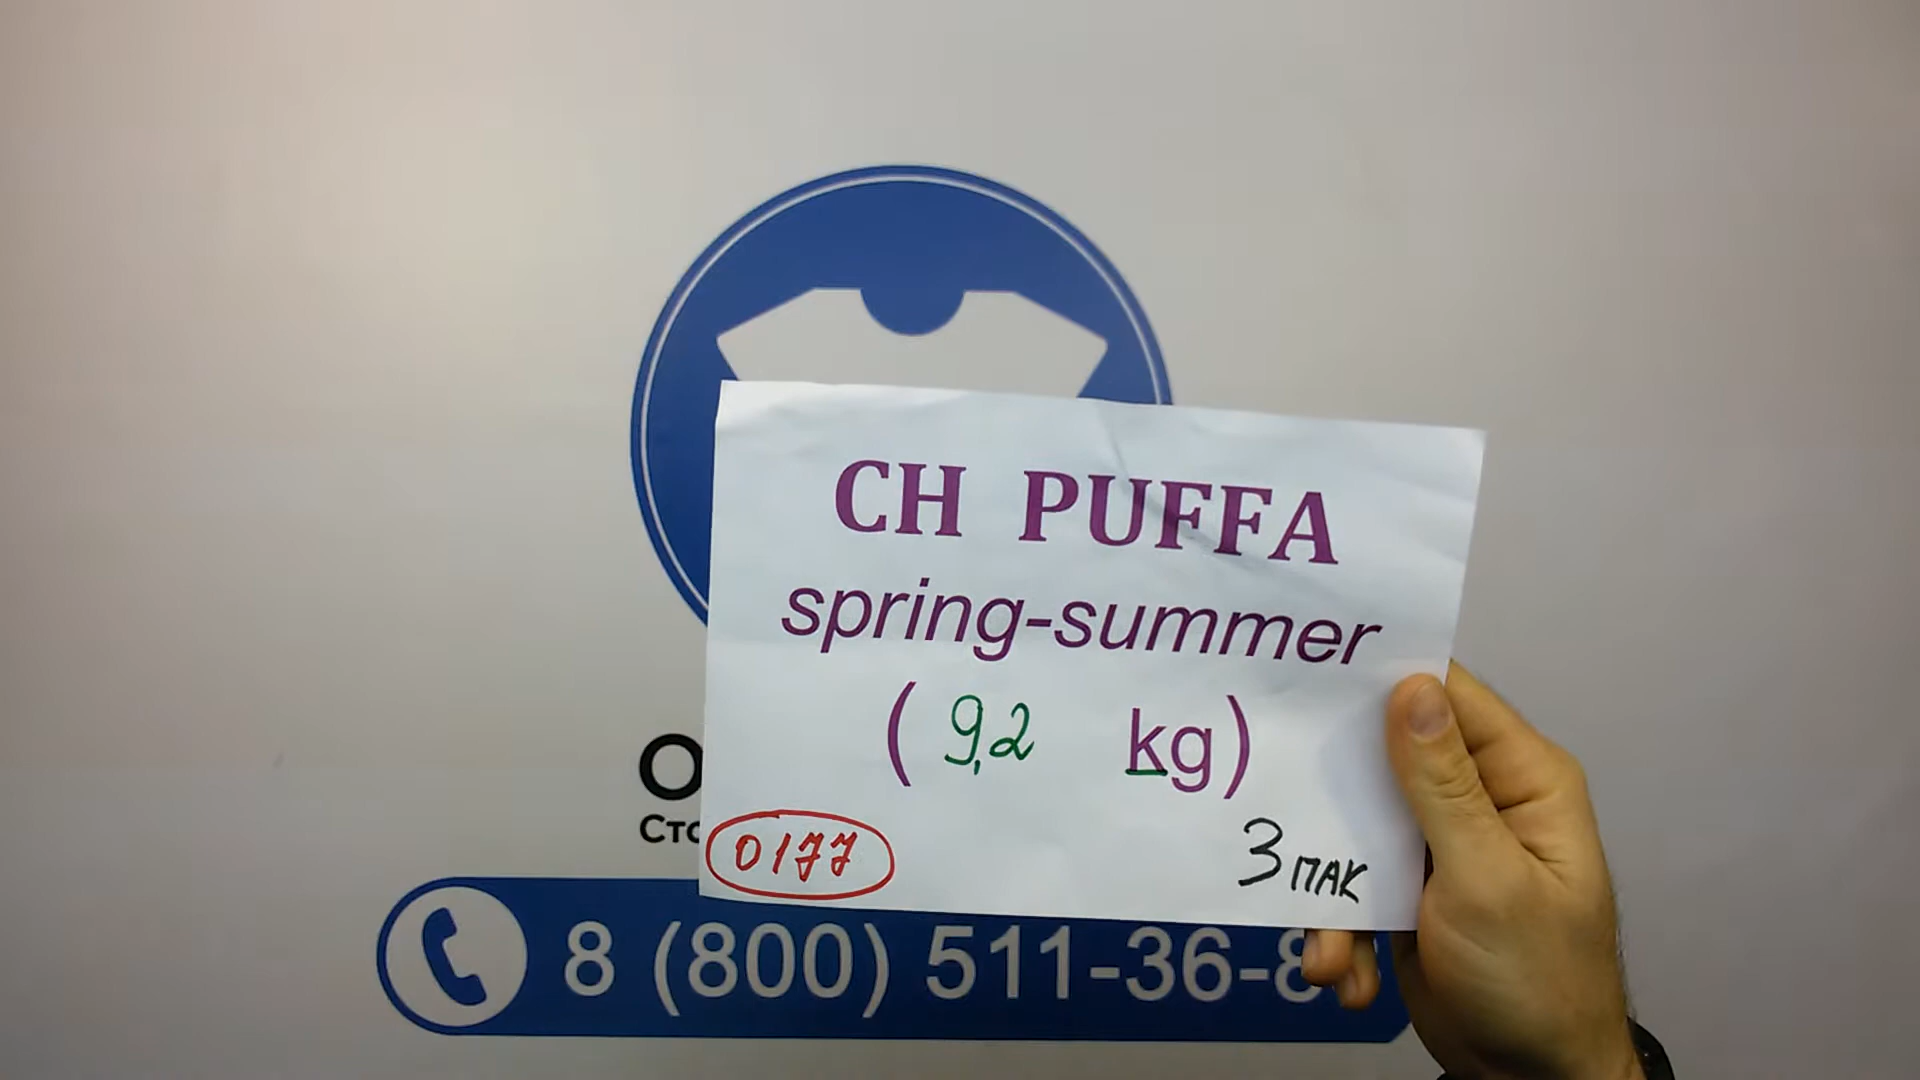 CH PUFFA
spring-summer
( 9,2 kg)
0177
3 ПАК
8 (800) 511-36-8